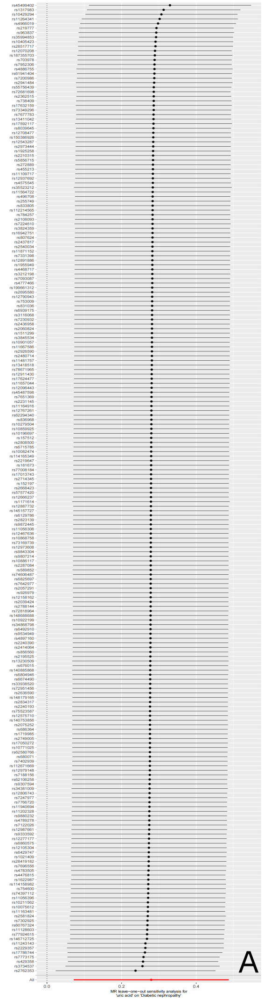 rs45499402
rs1317983
rs10429294
rs11264341
rs4966019
rs219777
rs963837
rs35994853
rs10405423
rs28517717
rs12070208
rs187355703
rs703978
rs7952306
rs4886755
rs61941404
rs7200986
rs2941484
rs55756439
rs72681698
rs2362515
rs738409
rs17632159
rs73349296
rs7677783
rs13411042
rs17592117
rs8039645
rs12708477
rs150386926
rs12543287
rs2973444
rs1925258
rs2210315
rs5856715
rs272889
rs455213
rs11109717
rs12937692
rs4575545
rs35523212
rs11564722
rs496708
rs255749
rs833805
rs112214565
rs784257
rs2108093
rs7224610
rs3824359
rs16942751
rs807624
rs2437817
rs2540034
rs11871152
rs7331398
rs12891886
rs1955949
rs4468717
rs3212198
rs7093087
rs4777466
rs199661312
rs2695580
rs12790943
rs753009
rs831036
rs6939175
rs3116068
rs7230932
rs2436958
rs2060824
rs1511299
rs3845534
rs10901057
rs11667586
rs2926590
rs2480714
rs11481757
rs13418518
rs78671965
rs12911430
rs17624477
rs11657044
rs12096443
rs45487598
rs7651369
rs2231145
rs11164916
rs12767261
rs62294340
rs836968
rs10279504
rs10859925
rs10196697
rs157512
rs2808500
rs6715785
rs10082474
rs114165349
rs2219647
rs181673
rs77008184
rs17013743
rs2714345
rs152197
rs2668423
rs57577420
rs12666237
rs1171614
rs12887732
rs145157727
rs6129786
rs2823139
rs9872445
rs11056306
rs12467636
rs10868758
rs73169739
rs12973608
rs9843304
rs9807214
rs10886117
rs2287084
rs589852
rs74606487
rs6825697
rs7642977
rs2057291
rs926979
rs12158162
rs2039424
rs2788144
rs72818964
rs148688688
rs10922199
rs34868798
rs6492910
rs9534949
rs4897160
rs2240390
rs2414064
rs856560
rs2195525
rs13230509
rs676015
rs140885868
rs6804946
rs6674490
rs33938520
rs72951456
rs2636590
rs148179165
rs2834317
rs2240193
rs75523587
rs12575710
rs140753856
rs2075252
rs686364
rs1719985
rs2749005
rs17050272
rs10771025
rs62580766
rs680071
rs7402939
rs112671669
rs12979148
rs7188156
rs62106258
rs9307594
rs34381009
rs12806743
rs7247977
rs7766720
rs11940694
rs11202328
rs9880232
rs4789278
rs7122026
rs12987661
rs9333592
rs12277177
rs6860575
rs12105304
rs6429747
rs1021409
rs28419182
rs7696556
rs4783505
rs4476815
rs1622987
rs114158982
rs754600
rs74397112
rs11056396
rs10211562
rs10075612
rs11163481
rs2581824
rs7302925
rs60767324
rs11128603
rs77924615
rs146712725
rs11243143
rs2229357
rs17786744
rs7773175
rs429358
rs3734537
rs2762353
All
A
0.0 0.2 0.4
MR leave−one−out sensitivity analysis for
'uric acid' on 'Diabetic nephropathy'